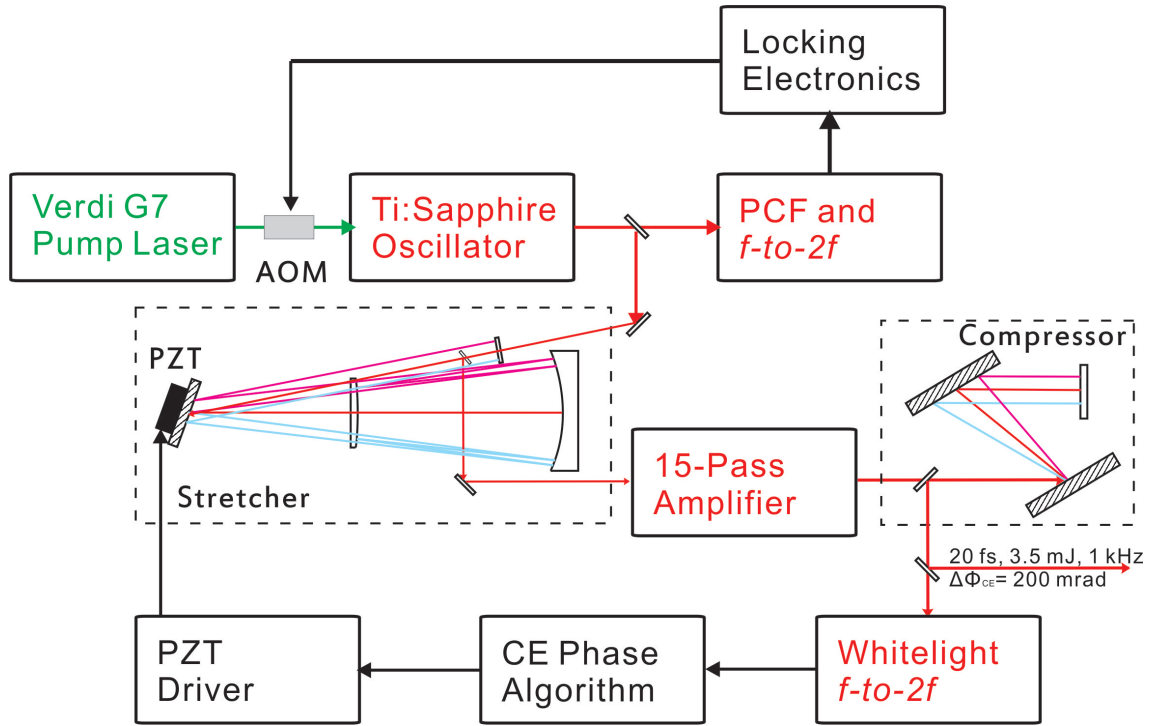 Locking
Electronics
Verdi G7
Pump Laser
AOM
Ti:Sapphire
Oscillator
PCF and
f-to-2f
PZT
Stretcher
Compressor
15-Pass
Amplifier
20 fs, 3.5 mJ, 1 kHz
ΔΦCE= 200 mrad
PZT
Driver
CE Phase
Algorithm
Whitelight
f-to-2f